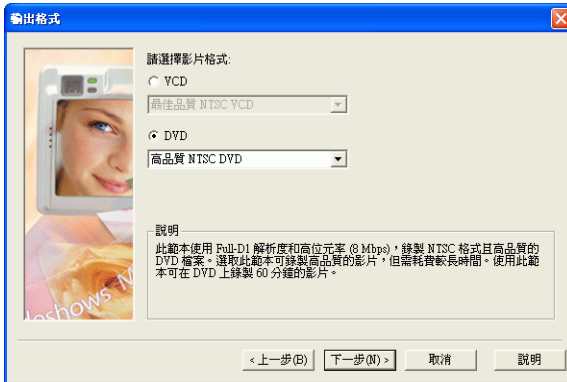 輸出格式
請選擇影片格式:
VCD
最佳品質 NTSC VCD
DVD
高品質 NTSC DVD
說明
此範本使用 Full-D1 解析度和高位元率 (8 Mbps)，錄製 NTSC 格式且高品質的
DVD 檔案。選取此範本可錄製高品質的影片，但需耗費較長時間。使用此範
本可在 DVD 上錄製 60 分鐘的影片。
<上一步(B)
下一步(N)>
取消
說明